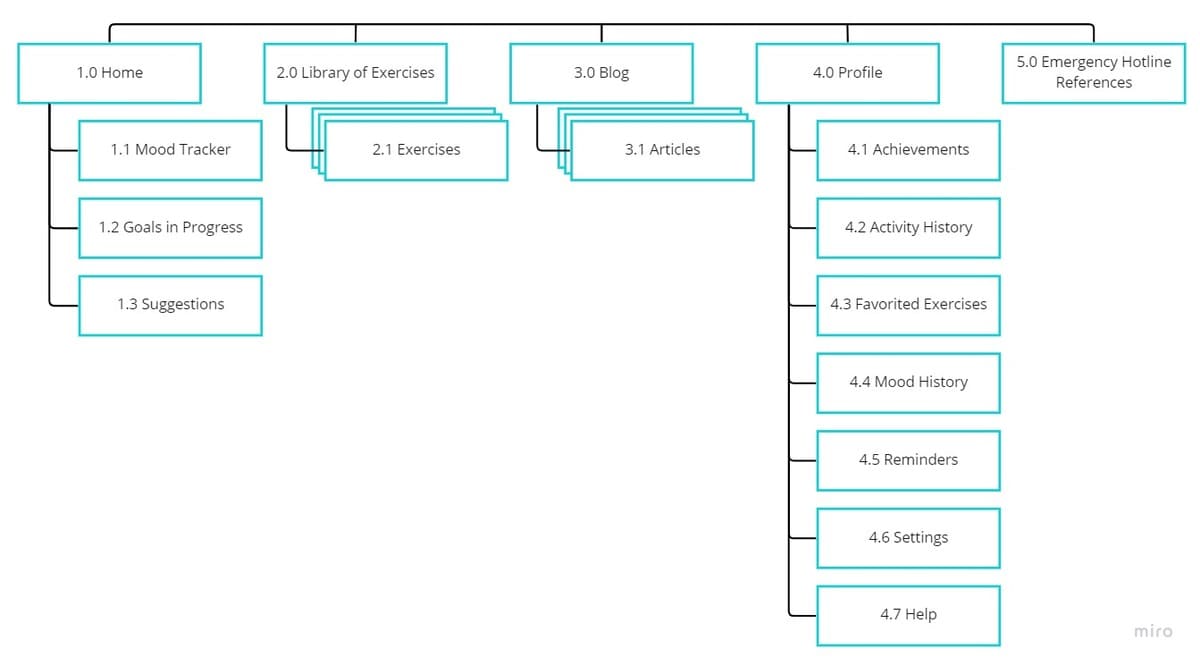 1.0 Home
2.0 Library of Exercises
3.0 Blog
4.0 Profile
5.0 Emergency Hotline
References
1.1 Mood Tracker
1.2 Goals in Progress
1.3 Suggestions
2.1 Exercises
3.1 Articles
4.1 Achievements
4.2 Activity History
4.3 Favorited Exercises
4.4 Mood History
4.5 Reminders
4.6 Settings
4.7 Help
miro